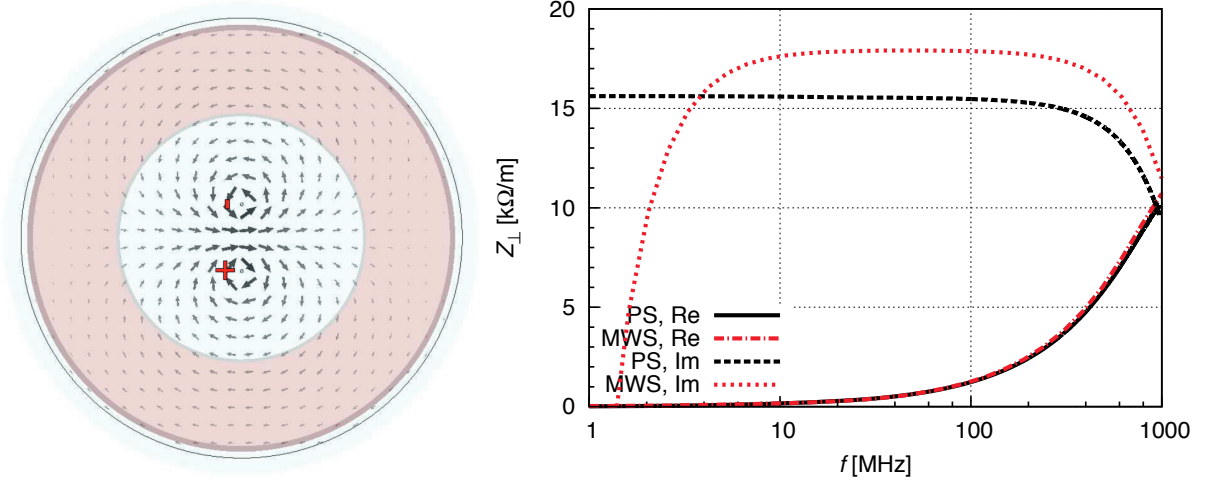 20
15
10
5
0
Z⊥ [kΩ/m]
PS, Re
MWS, Re
PS, Im
MWS, Im
1 10 100 1000
f [MHz]